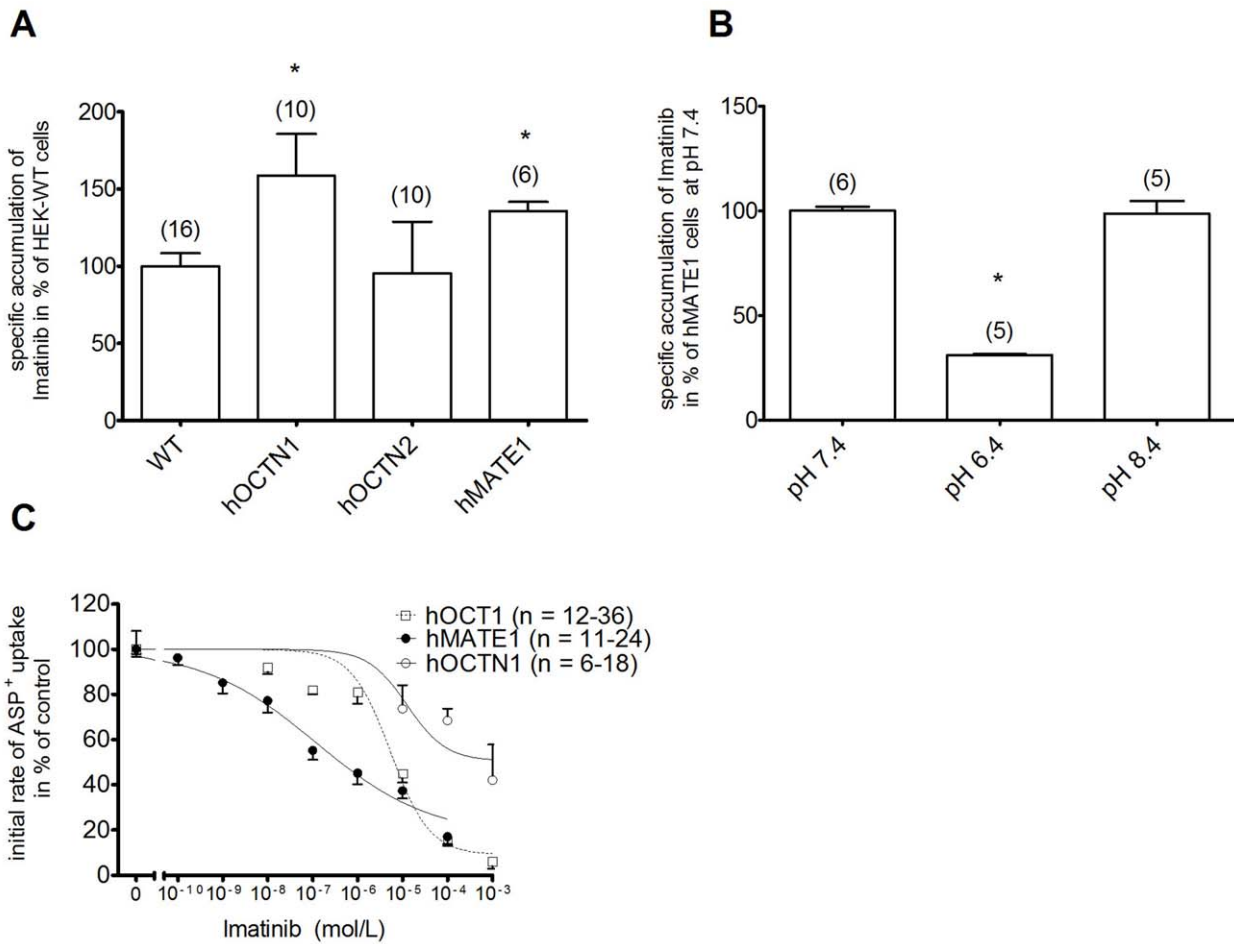 A
specific accumulation of
Imatinib in % of HEK-WT cells
200
150
100
50
0
(16)
*
(10)
(10)
*
(6)
WT
hOCTN1
hOCTN2
hMATE1
B
specific accumulation of Imatinib
in % of hMATE1 cells at pH 7.4
150
100
50
0
(6)
*
(5)
(5)
pH 7.4
pH 6.4
pH 8.4
C
initial rate of ASP⁺ uptake
in % of control
120
100
80
60
40
20
0
hOCT1 (n = 12-36)
hMATE1 (n = 11-24)
hOCTN1 (n = 6-18)
0 10⁻¹⁰ 10⁻⁹ 10⁻⁸ 10⁻⁷ 10⁻⁶ 10⁻⁵ 10⁻⁴ 10⁻³
Imatinib (mol/L)